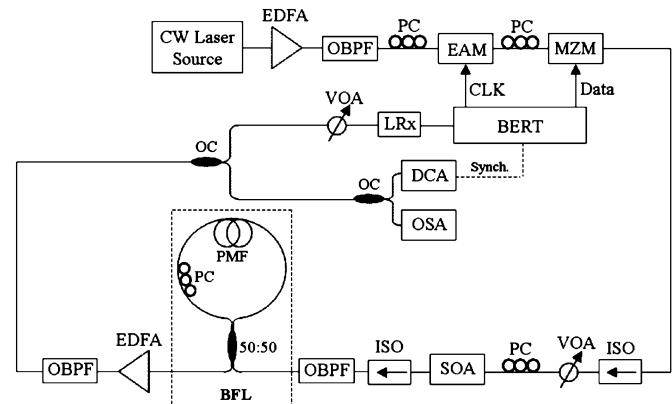 EDFA
PC
PC
CW Laser
Source
OBPF
EAM
MZM
CLK
Data
VOA
LRx
BERT
OC
Synch.
OC
DCA
OSA
PMF
PC
EDFA
50:50
ISO
PC
VOA
ISO
OBPF
OBPF
SOA
BFL